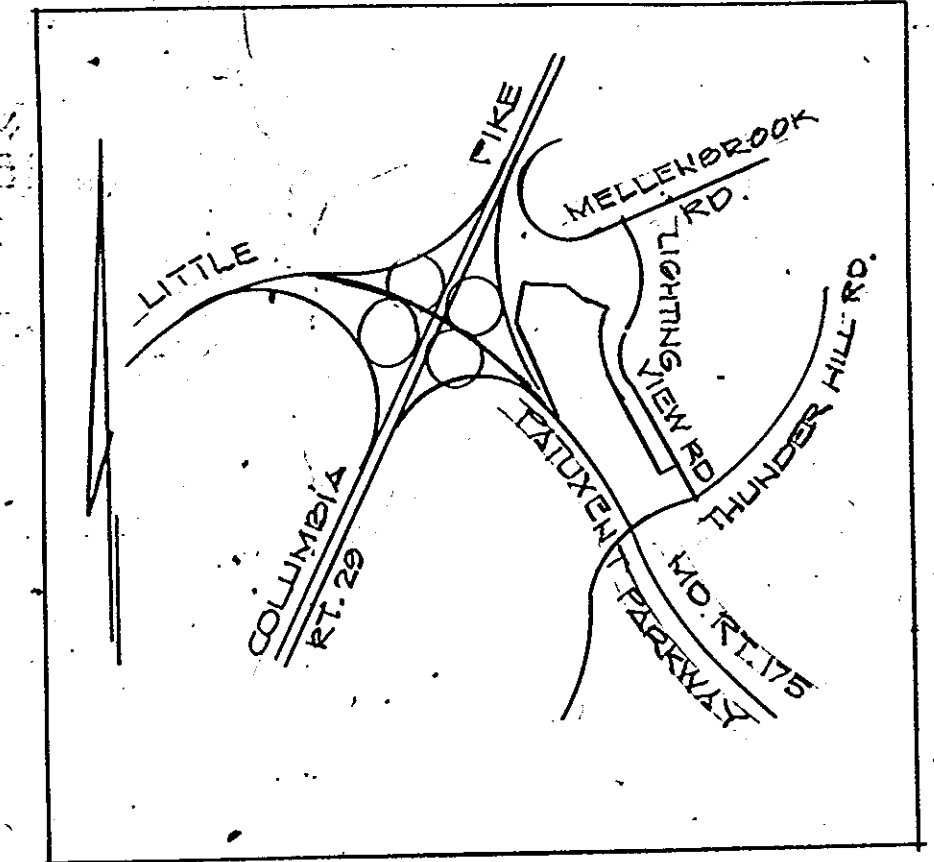 PIKE
MELLENBROOK
RD.
LITTLE
LIGHTING
VIEW RD
THUNDER HILL RD.
PATUXENT PARKWAY
MD. RT. 175
COLUMBIA
RT. 29